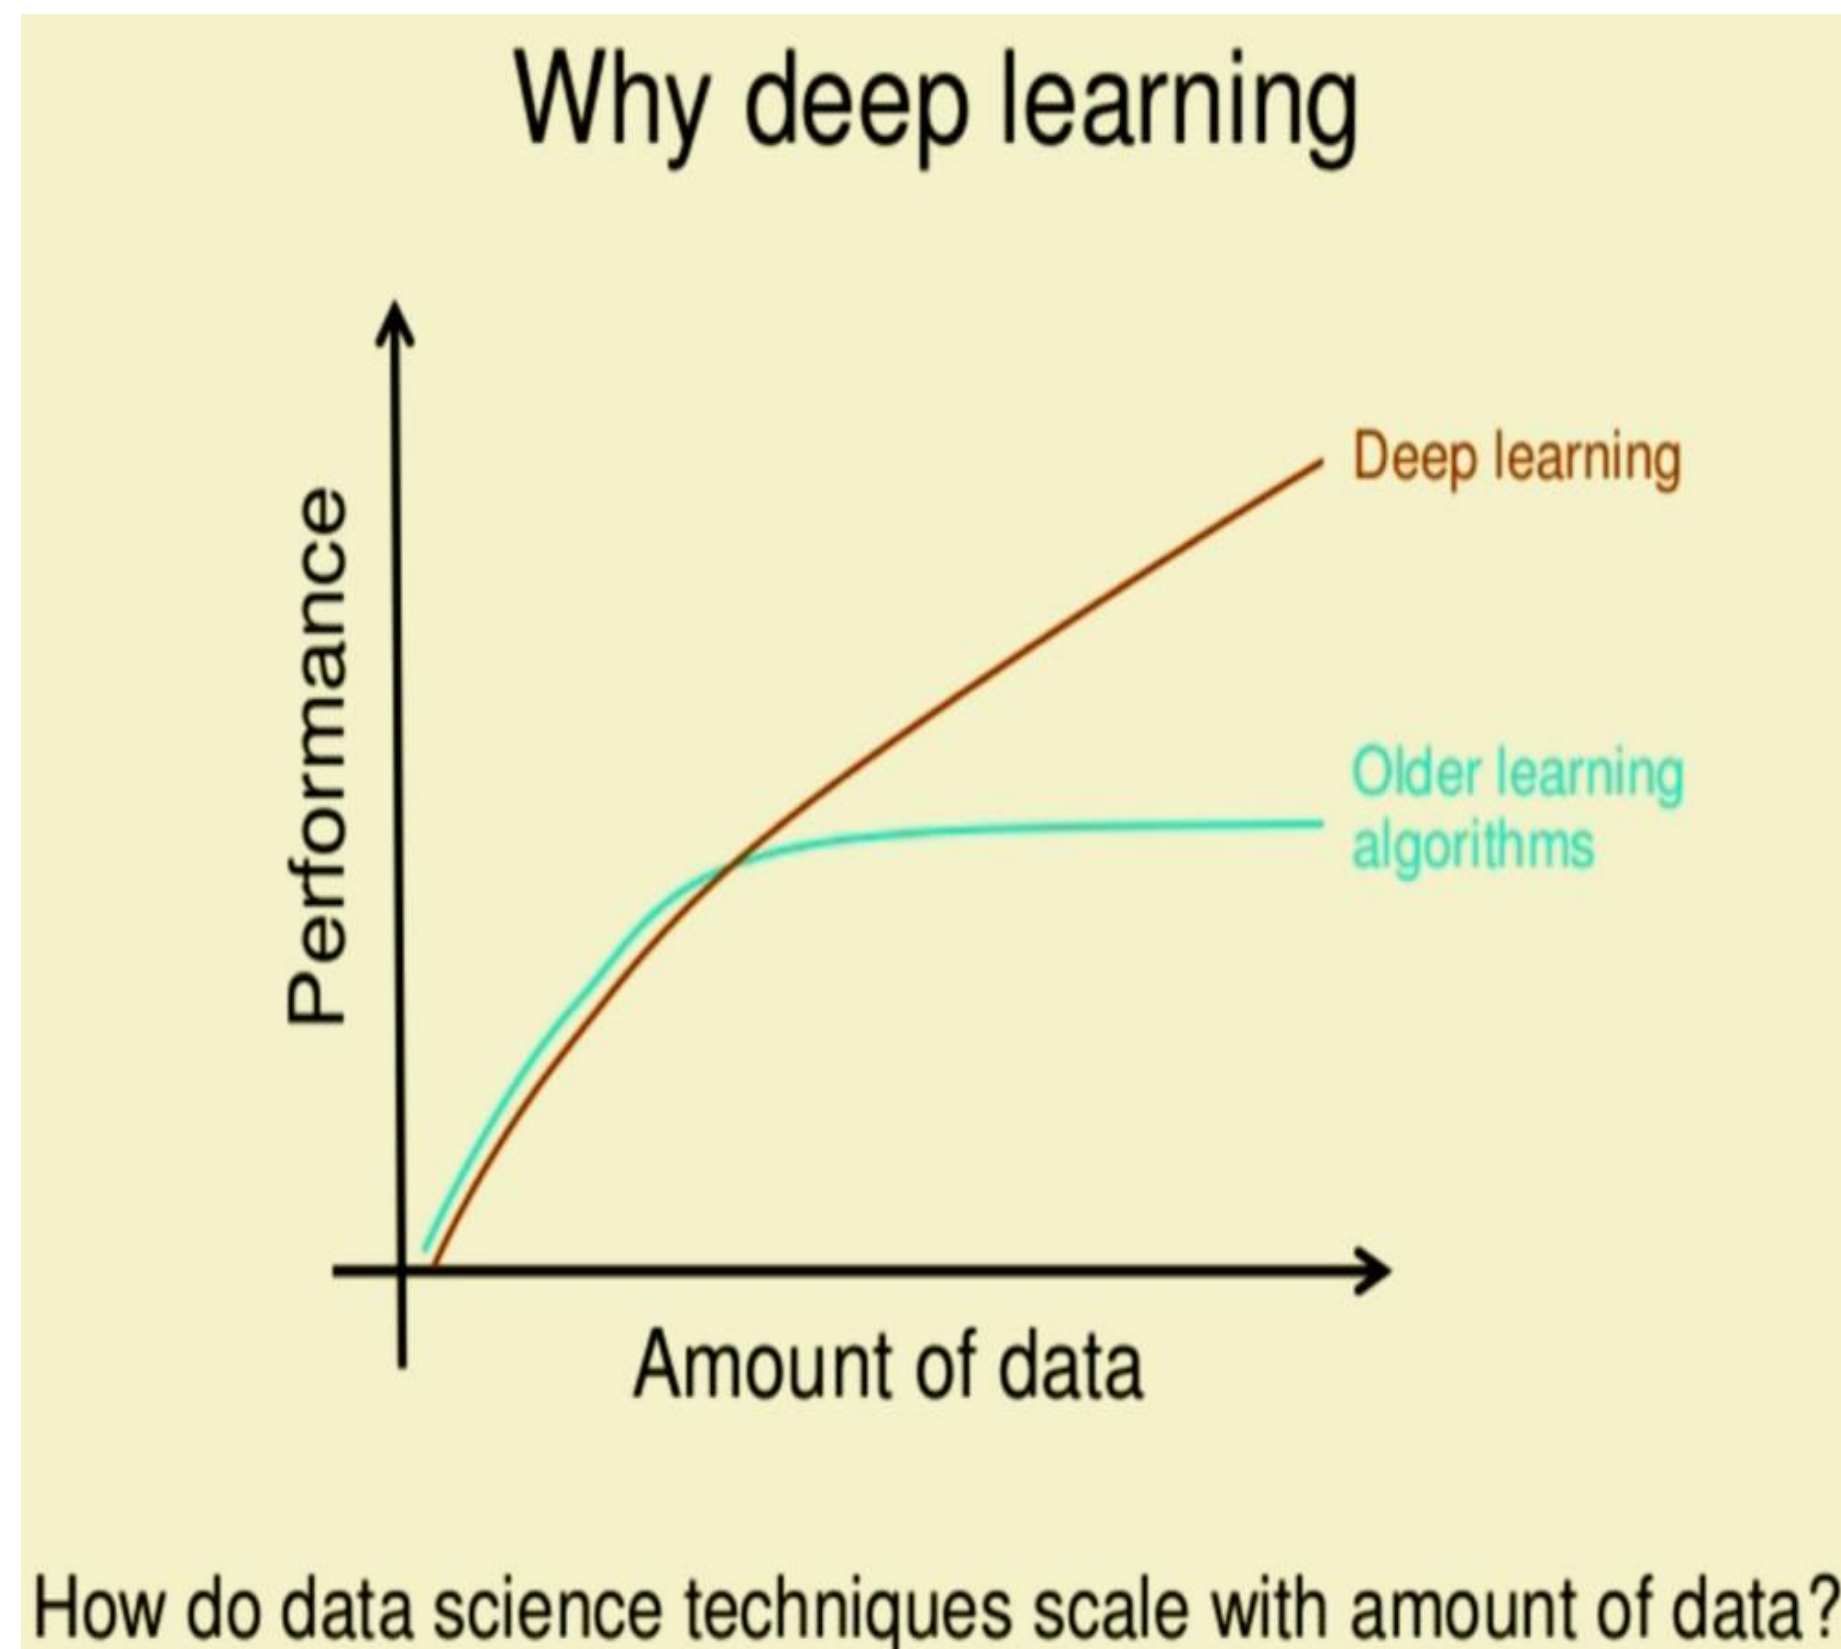 Why deep learning
Performance
Deep learning
Older learning
algorithms
Amount of data
How do data science techniques scale with amount of data?